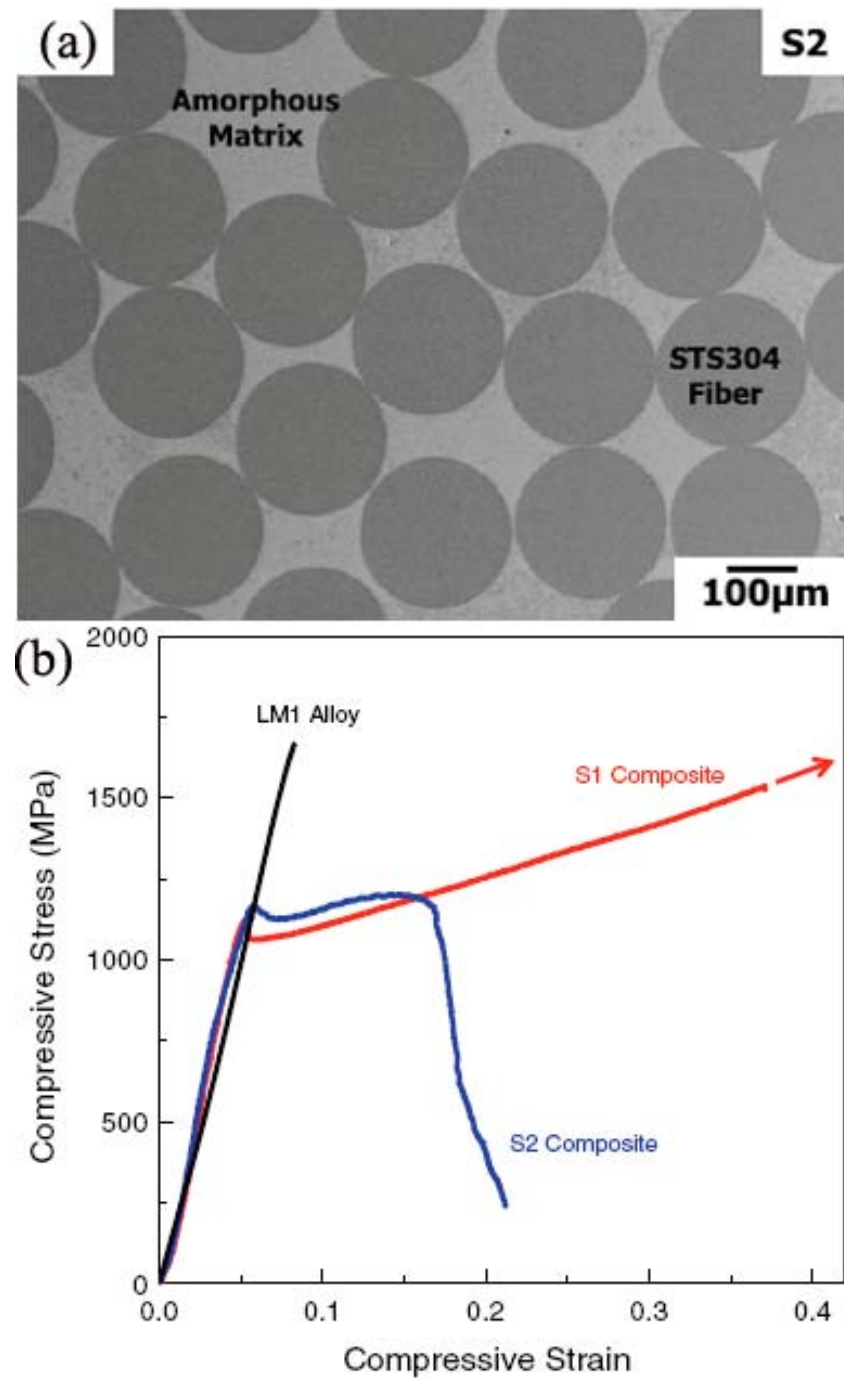 (a)
S2
Amorphous
Matrix
STS304
Fiber
100µm
(b)
2000
1500
1000
500
0
Compressive Stress (MPa)
LM1 Alloy
S1 Composite
S2 Composite
0.0 0.1 0.2 0.3 0.4
Compressive Strain